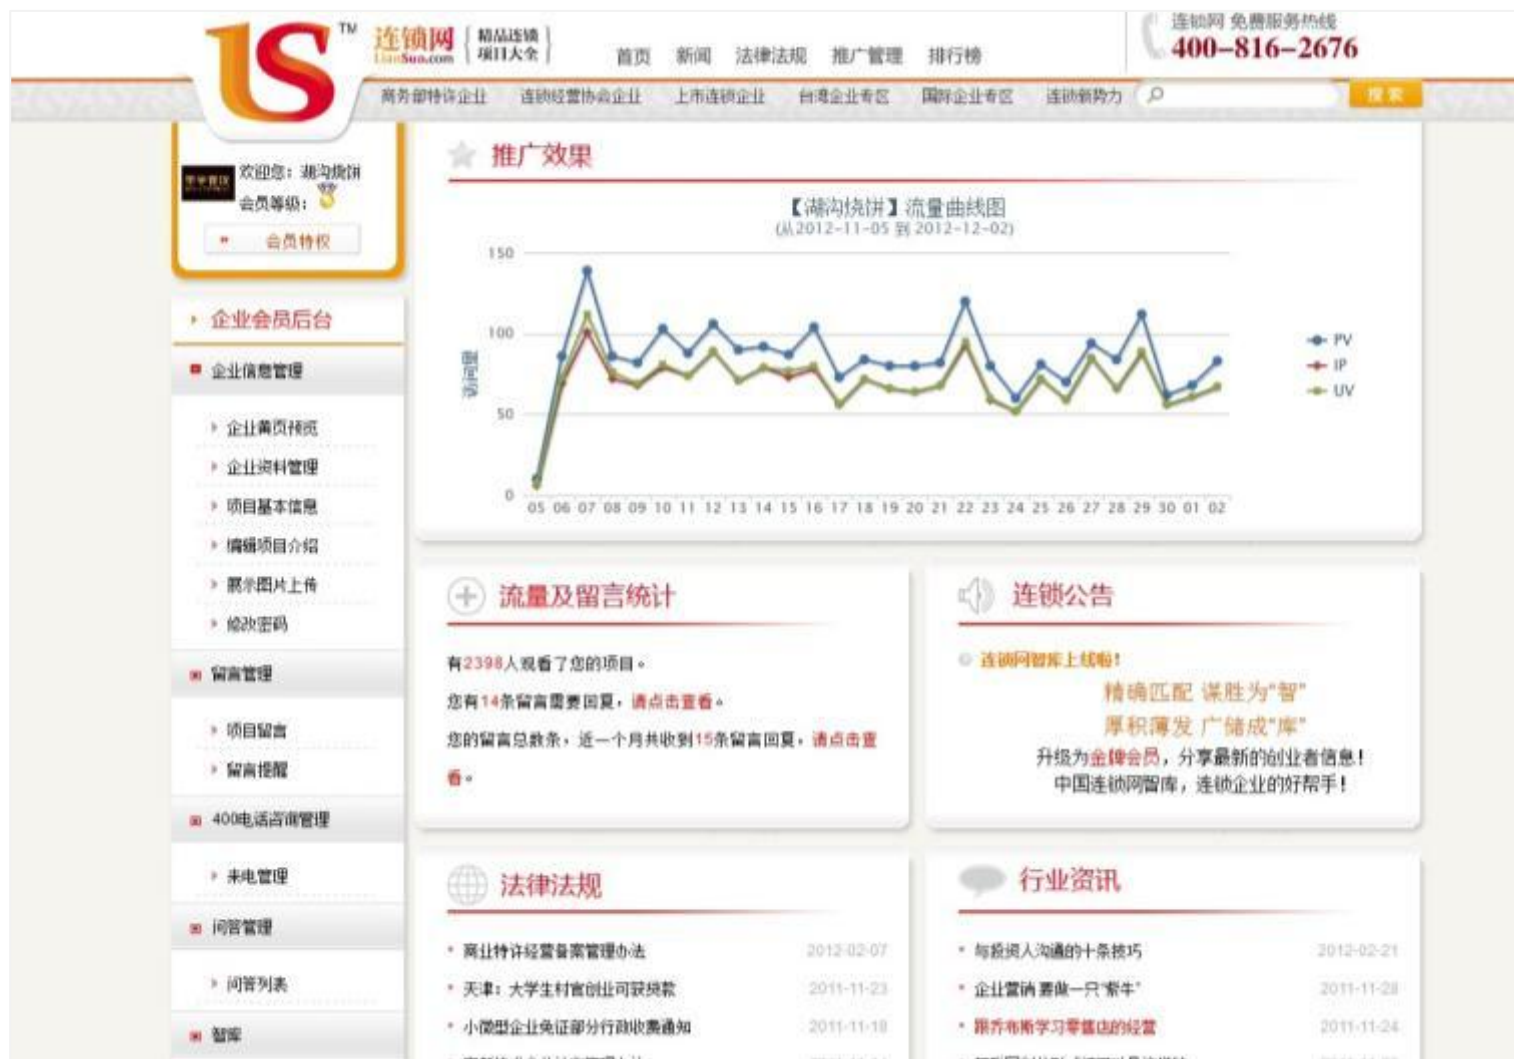 TM
连锁网
LianSuo.com
精品连锁
项目大全
首页 新闻 法律法规 推广管理 排行榜
连锁网 免费服务热线
400-816-2676
商务部特许企业 连锁经营协会企业 上市连锁企业 台湾企业专区 国际企业专区 连锁新势力
搜索
欢迎您：湖沟烧饼
会员等级：
会员特权
企业会员后台
企业信息管理
企业黄页预览
企业资料管理
项目基本信息
编辑项目介绍
展示图片上传
修改密码
留言管理
项目留言
留言提醒
400电话咨询管理
来电管理
问答管理
问答列表
智库
推广效果
【湖沟烧饼】流量曲线图
(从2012-11-05 到 2012-12-02)
访问量
150
100
50
0
05 06 07 08 09 10 11 12 13 14 15 16 17 18 19 20 21 22 23 24 25 26 27 28 29 30 01 02
PV
IP
UV
流量及留言统计
有2398人观看了您的项目。
您有14条留言需要回复，请点击查看。
您的留言总数条，近一个月共收到15条留言回复，请点击查
看。
连锁公告
连锁网智库上线啦！
精确匹配 谋胜为“智”
厚积薄发 广储成“库”
升级为金牌会员，分享最新的创业者信息！
中国连锁网智库，连锁企业的好帮手！
法律法规
商业特许经营备案管理办法 2012-02-07
天津：大学生村官创业可获贷款 2011-11-23
小微型企业免证部分行政收费通知 2011-11-18
行业资讯
与投资人沟通的十条技巧 2012-02-21
企业营销要做一只“紫牛” 2011-11-28
跟乔布斯学习零售店的经营 2011-11-24